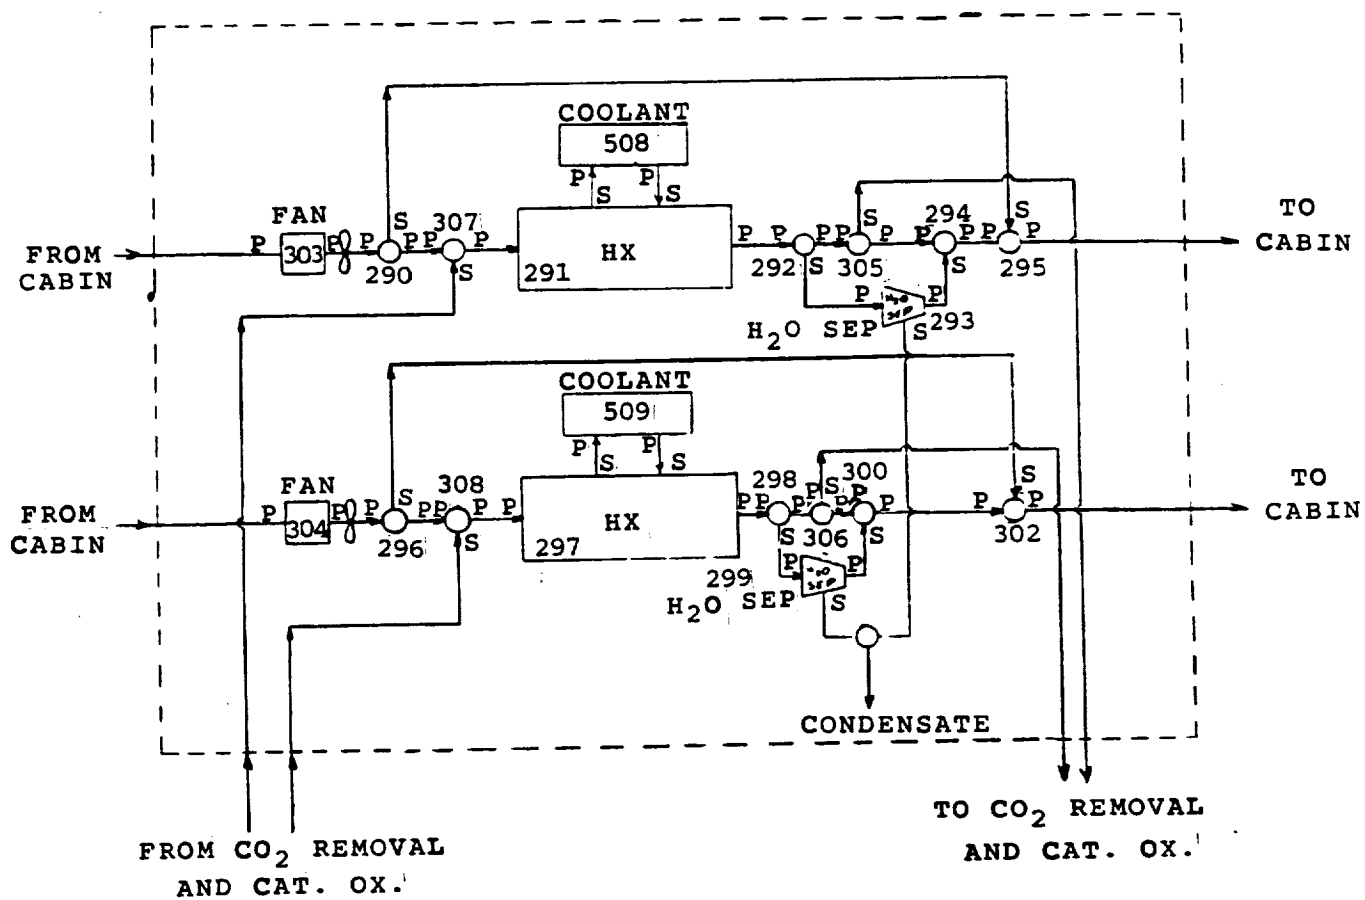 COOLANT
508
P P
S S
FAN
303
P P P S P P
290
307
P
S
HX
291
P P P P P P P P P
S S S S
292
305
294
295
P P
H2O SEP
H2O
SEP
S
293
FROM
CABIN
TO
CABIN
COOLANT
509
P P
S S
FAN
304
P P P S P P
296
308
P
S
HX
297
P P P P P P P P P
298
300
S S S S
306
302
299
P P
H2O SEP
S
FROM
CABIN
TO
CABIN
CONDENSATE
FROM CO2 REMOVAL
AND CAT. OX.
TO CO2 REMOVAL
AND CAT. OX.